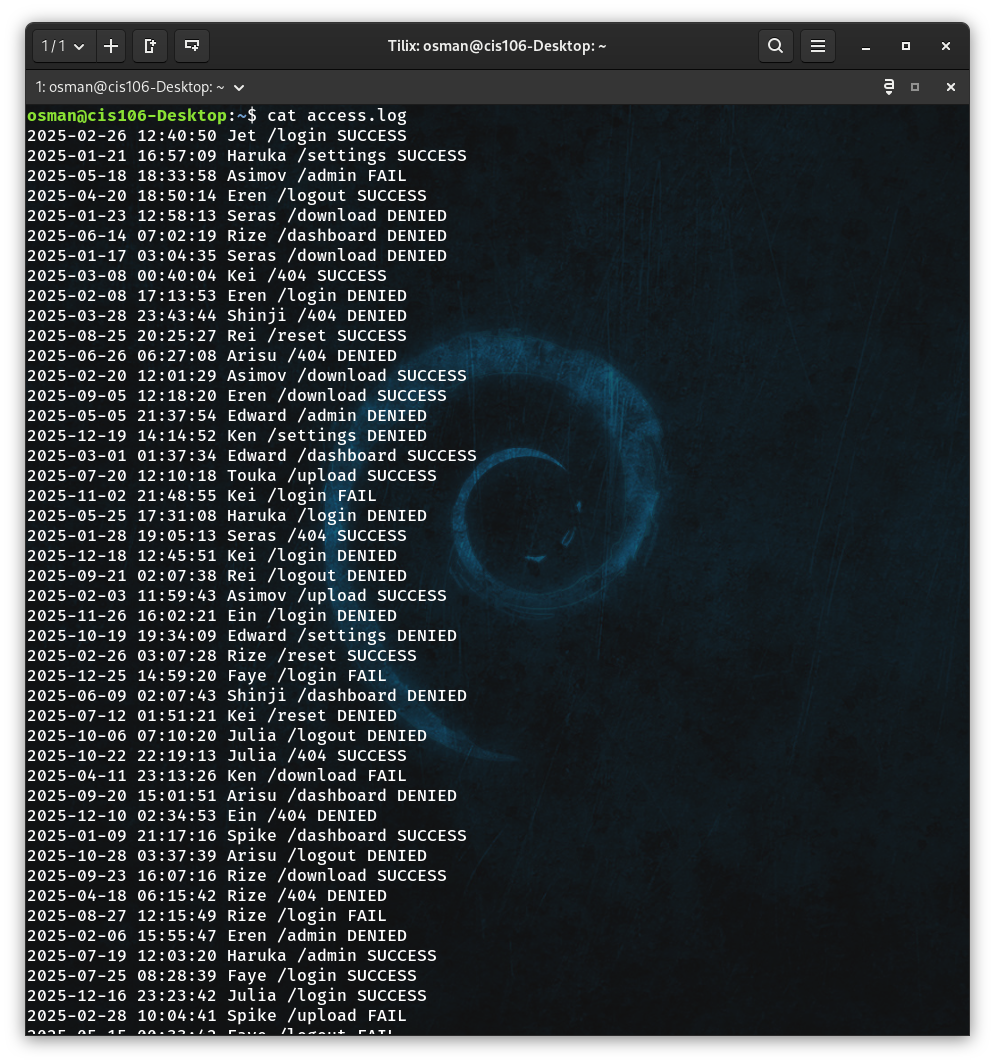 1 / 1
Tilix: osman@cis106-Desktop: ~
1: osman@cis106-Desktop: ~
a
osman@cis106-Desktop:~$ cat access.log
2025-02-26 12:40:50 Jet /login SUCCESS
2025-01-21 16:57:09 Haruka /settings SUCCESS
2025-05-18 18:33:58 Asimov /admin FAIL
2025-04-20 18:50:14 Eren /logout SUCCESS
2025-01-23 12:58:13 Seras /download DENIED
2025-06-14 07:02:19 Rize /dashboard DENIED
2025-01-17 03:04:35 Seras /download DENIED
2025-03-08 00:40:04 Kei /404 SUCCESS
2025-02-08 17:13:53 Eren /login DENIED
2025-03-28 23:43:44 Shinji /404 DENIED
2025-08-25 20:25:27 Rei /reset SUCCESS
2025-06-26 06:27:08 Arisu /404 DENIED
2025-02-20 12:01:29 Asimov /download SUCCESS
2025-09-05 12:18:20 Eren /download SUCCESS
2025-05-05 21:37:54 Edward /admin DENIED
2025-12-19 14:14:52 Ken /settings DENIED
2025-03-01 01:37:34 Edward /dashboard SUCCESS
2025-07-20 12:10:18 Touka /upload SUCCESS
2025-11-02 21:48:55 Kei /login FAIL
2025-05-25 17:31:08 Haruka /login DENIED
2025-01-28 19:05:13 Seras /404 SUCCESS
2025-12-18 12:45:51 Kei /login DENIED
2025-09-21 02:07:38 Rei /logout DENIED
2025-02-03 11:59:43 Asimov /upload SUCCESS
2025-11-26 16:02:21 Ein /login DENIED
2025-10-19 19:34:09 Edward /settings DENIED
2025-02-26 03:07:28 Rize /reset SUCCESS
2025-12-25 14:59:20 Faye /login FAIL
2025-06-09 02:07:43 Shinji /dashboard DENIED
2025-07-12 01:51:21 Kei /reset DENIED
2025-10-06 07:10:20 Julia /logout DENIED
2025-10-22 22:19:13 Julia /404 SUCCESS
2025-04-11 23:13:26 Ken /download FAIL
2025-09-20 15:01:51 Arisu /dashboard DENIED
2025-12-10 02:34:53 Ein /404 DENIED
2025-01-09 21:17:16 Spike /dashboard SUCCESS
2025-10-28 03:37:39 Arisu /logout DENIED
2025-09-23 16:07:16 Rize /download SUCCESS
2025-04-18 06:15:42 Rize /404 DENIED
2025-08-27 12:15:49 Rize /login FAIL
2025-02-06 15:55:47 Eren /admin DENIED
2025-07-19 12:03:20 Haruka /admin SUCCESS
2025-07-25 08:28:39 Faye /login SUCCESS
2025-12-16 23:23:42 Julia /login SUCCESS
2025-02-28 10:04:41 Spike /upload FAIL